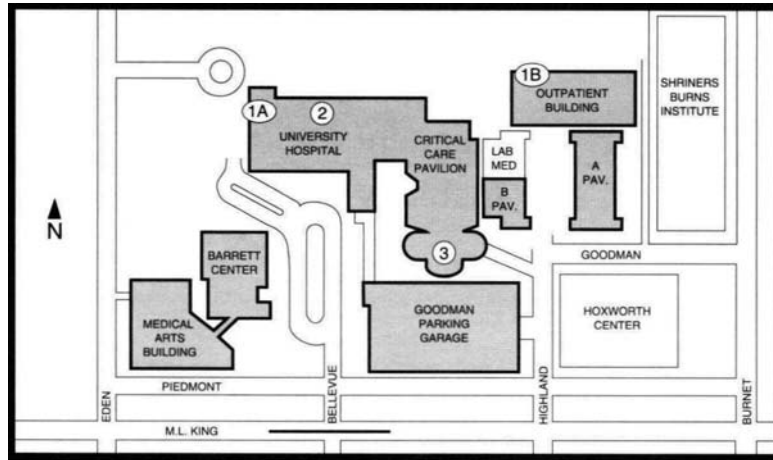 1A
2
UNIVERSITY
HOSPITAL
CRITICAL
CARE
PAVILION
1B
OUTPATIENT
BUILDING
LAB
MED
B
PAV.
A
PAV.
SHRINERS
BURNS
INSTITUTE
N
BARRETT
CENTER
3
GOODMAN
MEDICAL
ARTS
BUILDING
GOODMAN
PARKING
GARAGE
HOXWORTH
CENTER
PIEDMONT
EDEN
BELLEVUE
HIGHLAND
BURNET
M.L. KING